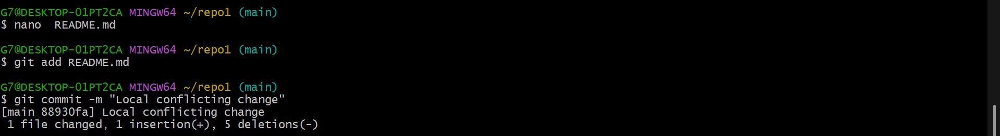 G7@DESKTOP-01PT2CA MINGW64 ~/repo1 (main)
$ nano  README.md
G7@DESKTOP-01PT2CA MINGW64 ~/repo1 (main)
$ git add README.md
G7@DESKTOP-01PT2CA MINGW64 ~/repo1 (main)
$ git commit -m "Local conflicting change"
[main 88930fa] Local conflicting change
 1 file changed, 1 insertion(+), 5 deletions(-)